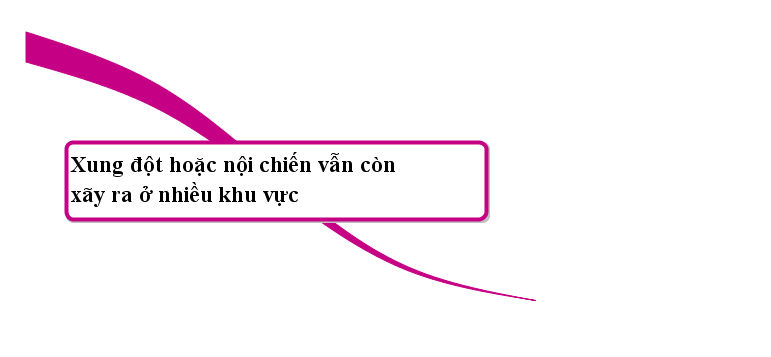 Xung đột hoặc nội chiến vẫn còn
xãy ra ở nhiều khu vực